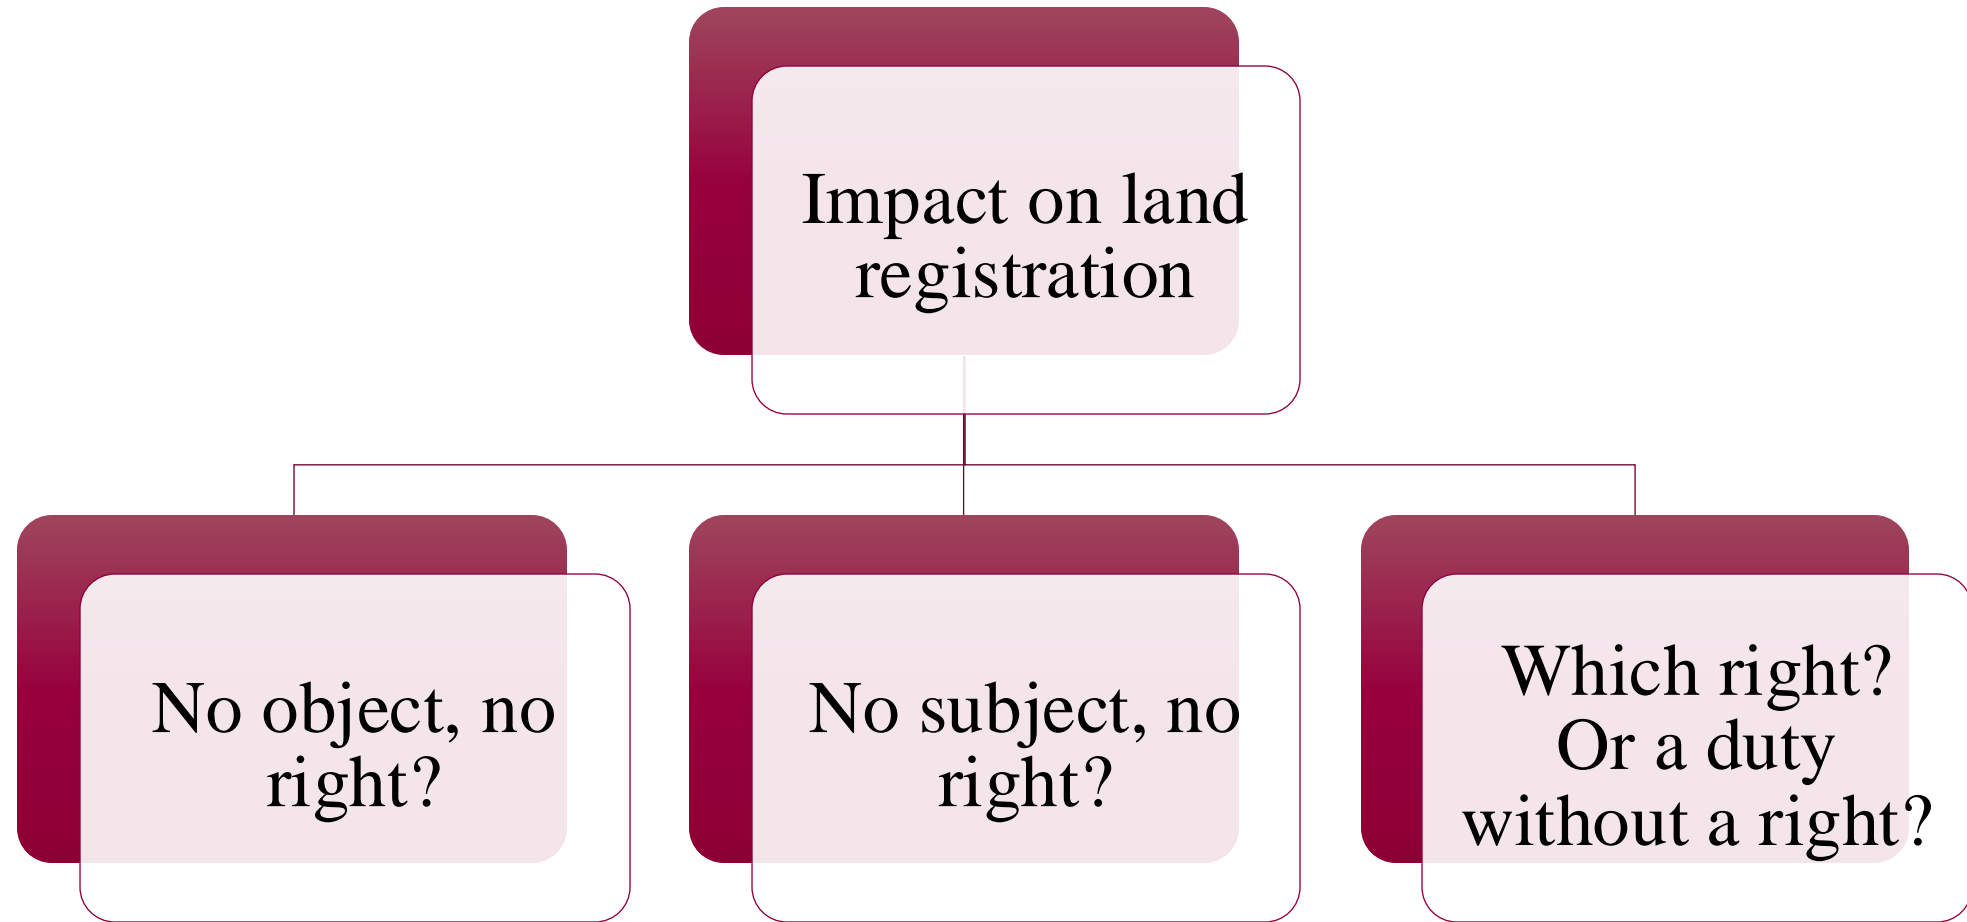 Impact on land
registration
No object, no
right?
No subject, no
right?
Which right?
Or a duty
without a right?